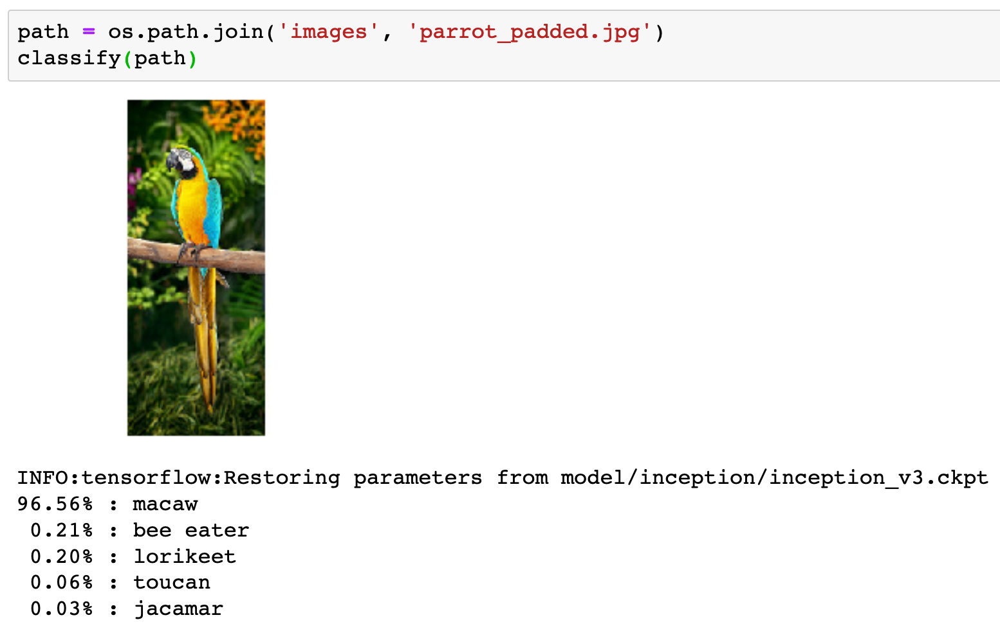 path = os.path.join('images', 'parrot_padded.jpg')
classify(path)
INFO:tensorflow:Restoring parameters from model/inception/inception_v3.ckpt
96.56% : macaw
 0.21% : bee eater
 0.20% : lorikeet
 0.06% : toucan
 0.03% : jacamar